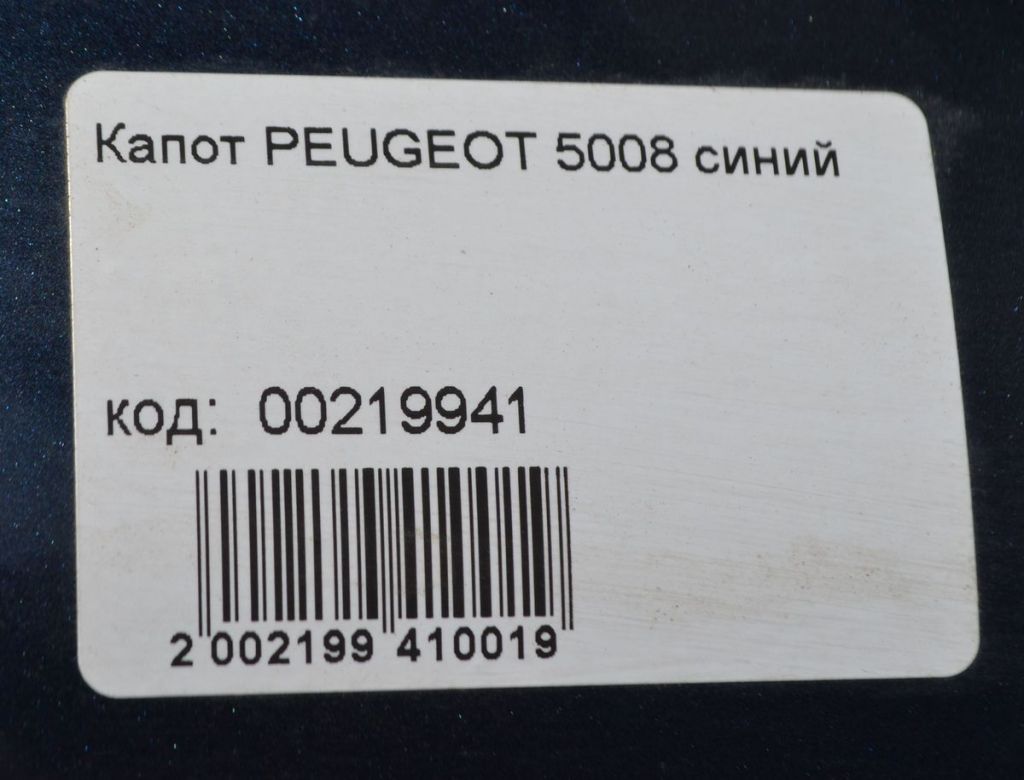 Капот PEUGEOT 5008 синий
код: 00219941
2 002199 410019